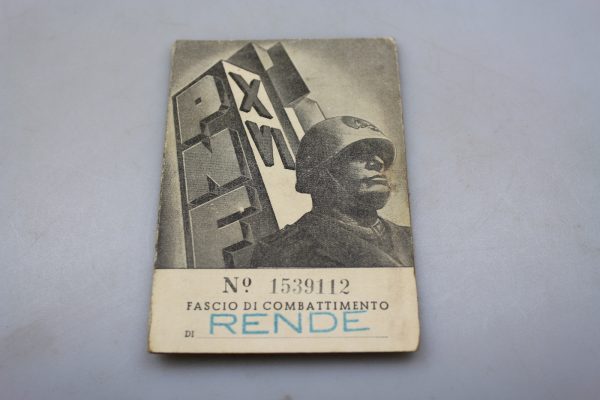 PNF
XVI
Nº 1539112
FASCIO DI COMBATTIMENTO
DI RENDE